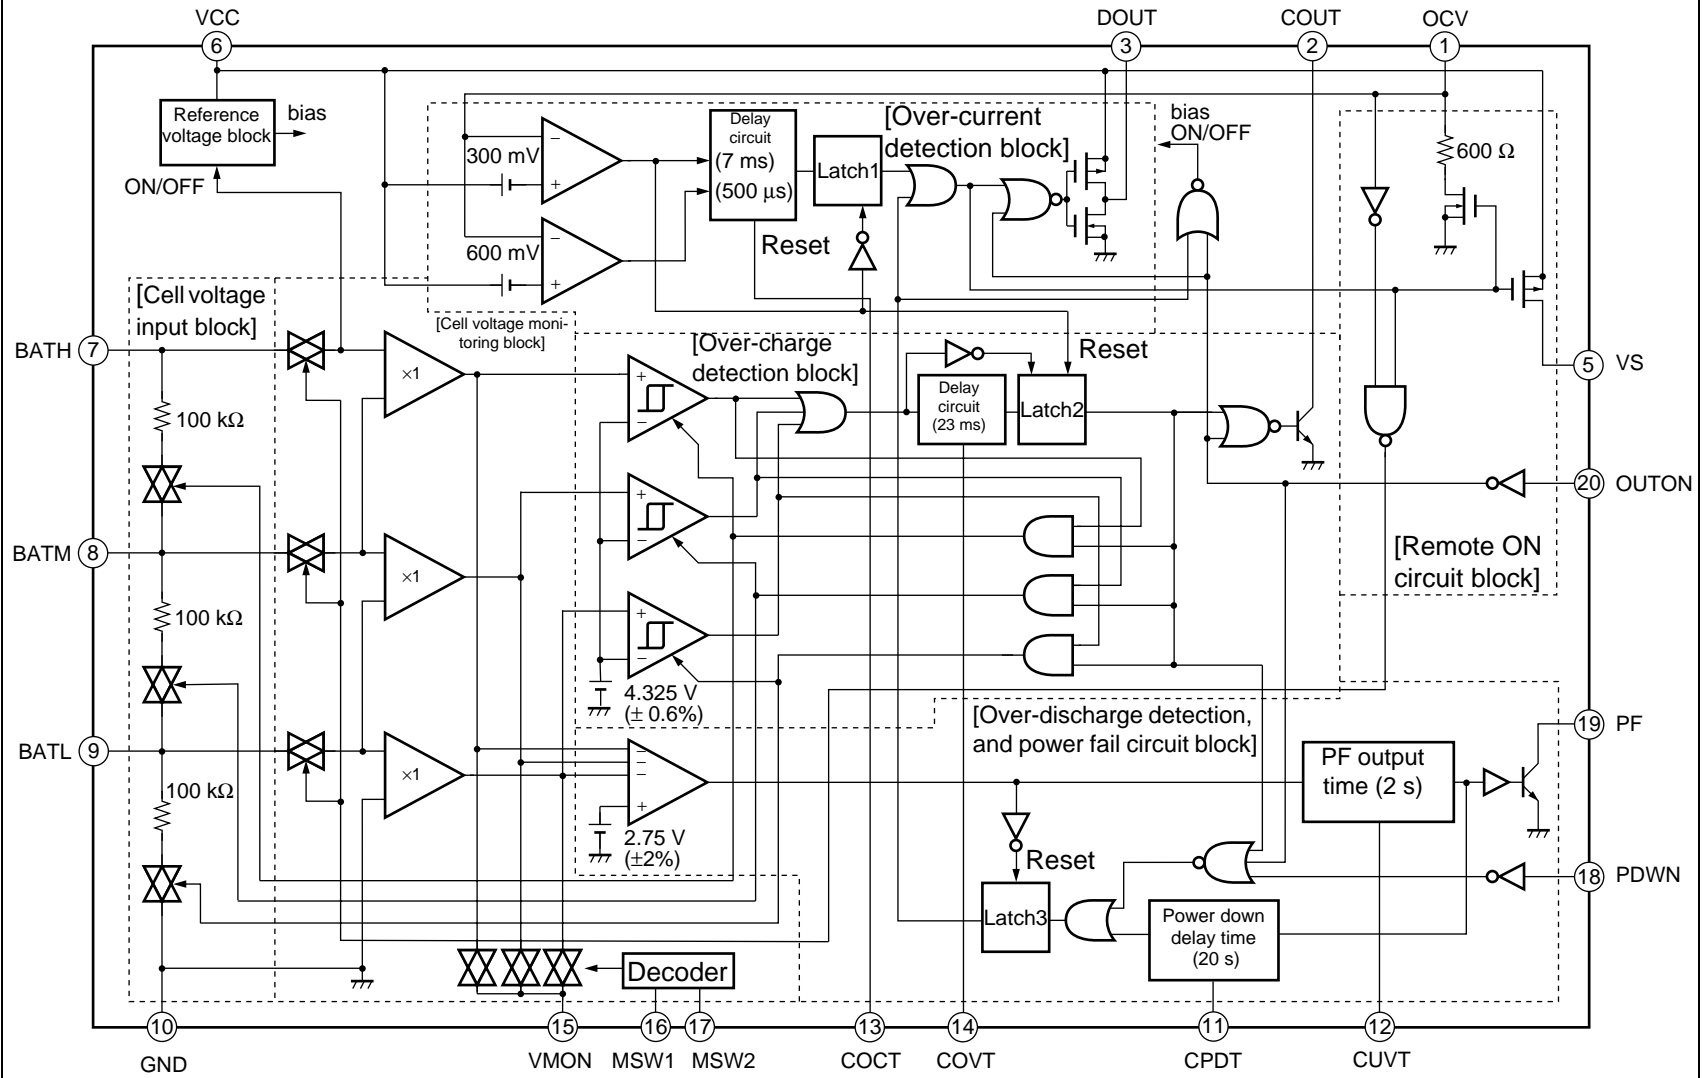 VCC
DOUT
COUT
OCV
6
3
2
1
Reference
voltage block
bias
ON/OFF
300 mV
−
+
600 mV
−
+
Delay
circuit
(7 ms)
(500 µs)
Latch1
Reset
[Over-current
detection block]
bias
ON/OFF
600 Ω
[Cell voltage
input block]
[Cell voltage moni-
toring block]
BATH
7
100 kΩ
×1
[Over-charge
detection block]
+
−
Delay
circuit
(23 ms)
Latch2
Reset
5
VS
20
OUTON
[Remote ON
circuit block]
BATM
8
100 kΩ
×1
+
−
+
−
4.325 V
(± 0.6%)
BATL
9
100 kΩ
×1
−
−
−
+
2.75 V
(±2%)
[Over-discharge detection,
and power fail circuit block]
PF output
time (2 s)
19
PF
Reset
Latch3
18
PDWN
Power down
delay time
(20 s)
Decoder
10
15
16
17
13
14
11
12
GND
VMON
MSW1
MSW2
COCT
COVT
CPDT
CUVT